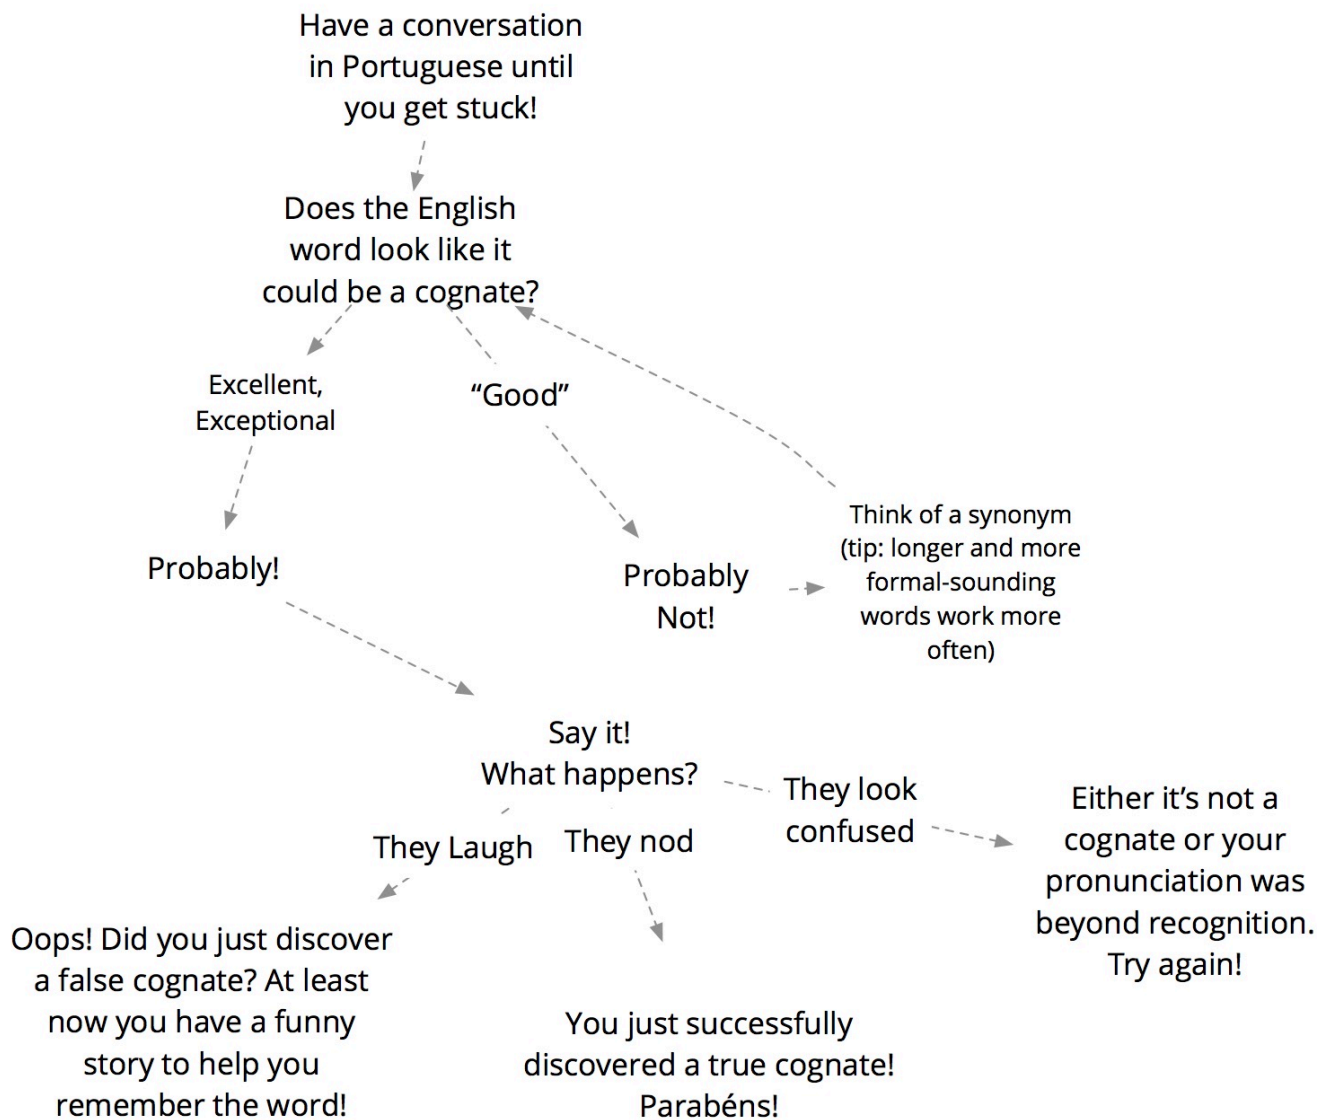 Have a conversation
in Portuguese until
you get stuck!
Does the English
word look like it
could be a cognate?
Excellent,
Exceptional
“Good”
Probably!
Probably
Not!
Think of a synonym
(tip: longer and more
formal-sounding
words work more
often)
Say it!
What happens?
They Laugh
They nod
They look
confused
Oops! Did you just discover
a false cognate? At least
now you have a funny
story to help you
remember the word!
You just successfully
discovered a true cognate!
Parabéns!
Either it’s not a
cognate or your
pronunciation was
beyond recognition.
Try again!